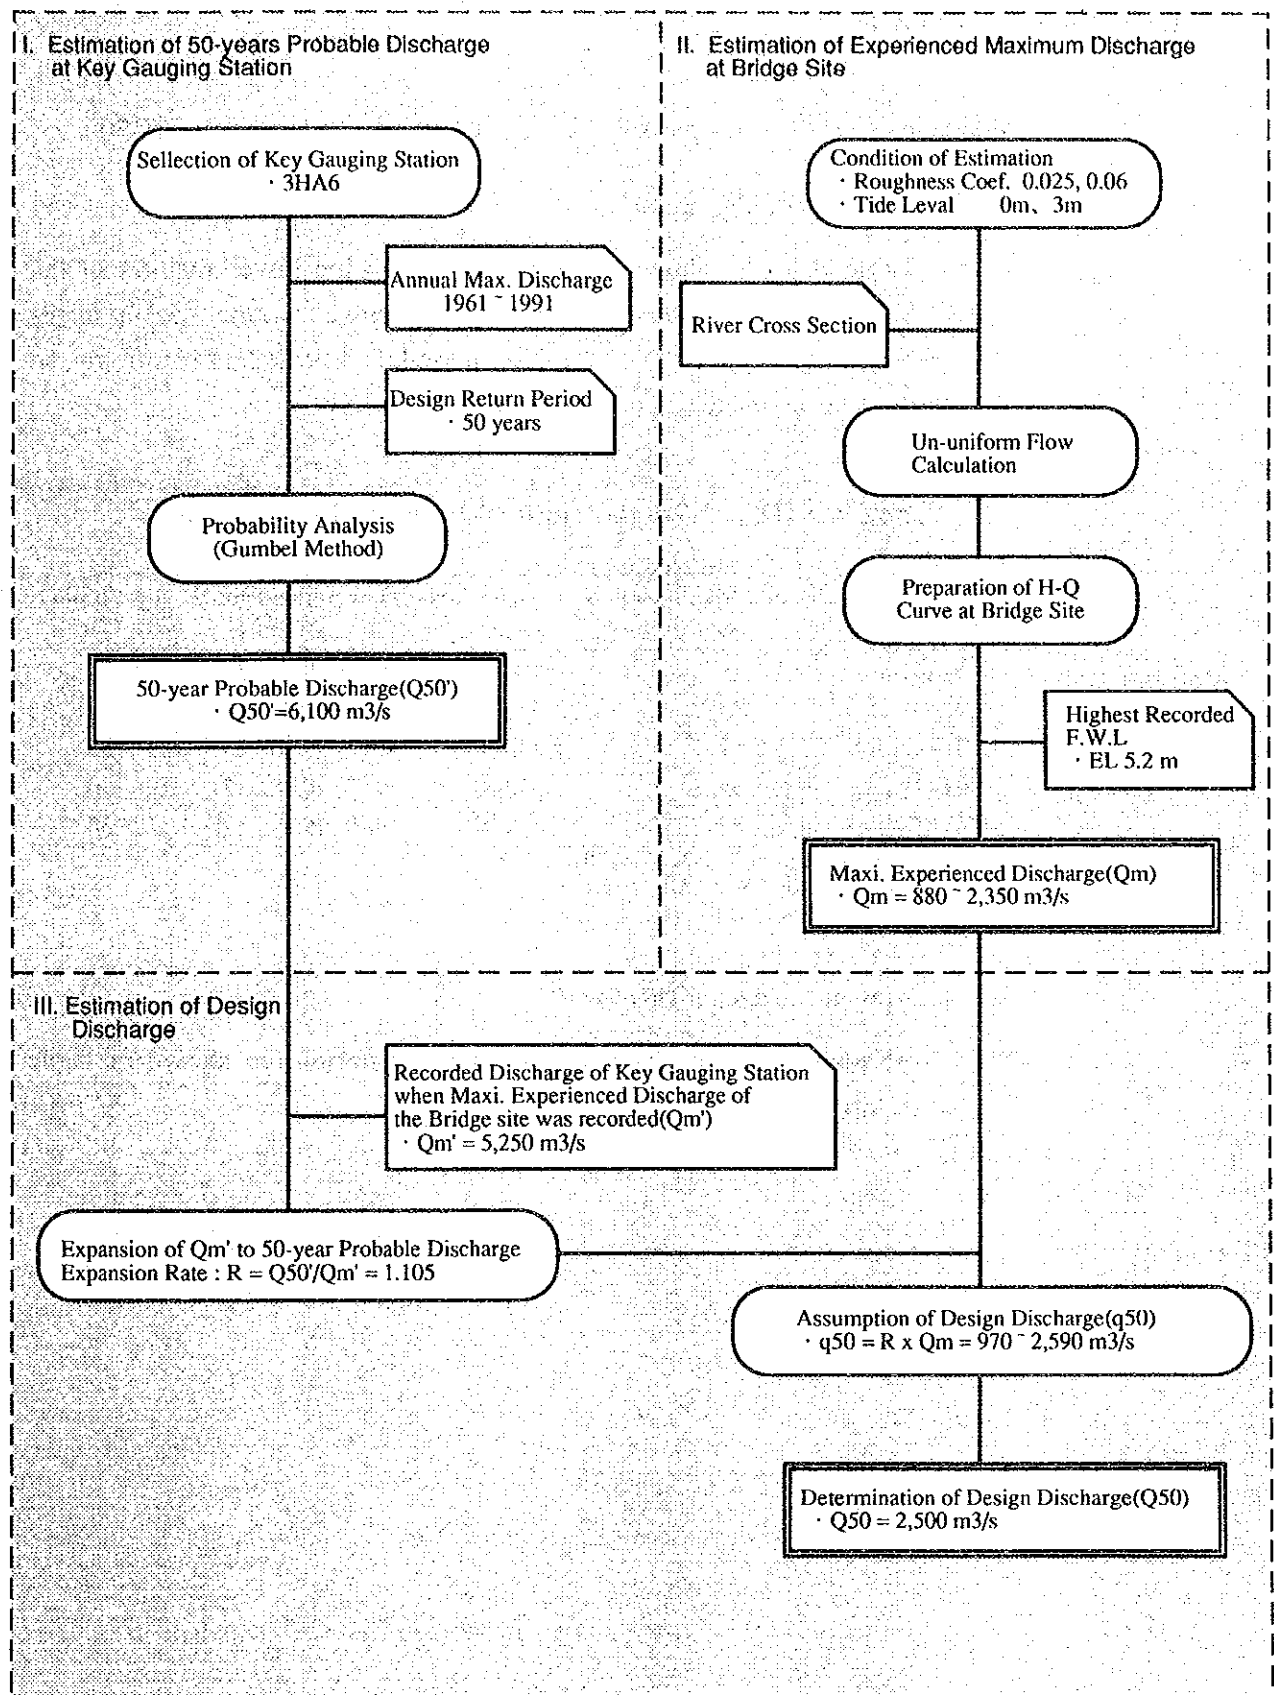 I. Estimation of 50-years Probable Discharge
at Key Gauging Station
Sellection of Key Gauging Station
· 3HA6
Annual Max. Discharge
1961 ~ 1991
Design Return Period
· 50 years
Probability Analysis
(Gumbel Method)
50-year Probable Discharge(Q50')
· Q50'=6,100 m3/s
II. Estimation of Experienced Maximum Discharge
at Bridge Site
Condition of Estimation
· Roughness Coef. 0.025, 0.06
· Tide Leval 0m、3m
River Cross Section
Un-uniform Flow
Calculation
Preparation of H-Q
Curve at Bridge Site
Highest Recorded
F.W.L
· EL 5.2 m
Maxi. Experienced Discharge(Qm)
· Qm = 880 ~ 2,350 m3/s
III. Estimation of Design
Discharge
Recorded Discharge of Key Gauging Station
when Maxi. Experienced Discharge of
the Bridge site was recorded(Qm')
· Qm' = 5,250 m3/s
Expansion of Qm' to 50-year Probable Discharge
Expansion Rate : R = Q50'/Qm' = 1.105
Assumption of Design Discharge(q50)
· q50 = R x Qm = 970 ~ 2,590 m3/s
Determination of Design Discharge(Q50)
· Q50 = 2,500 m3/s